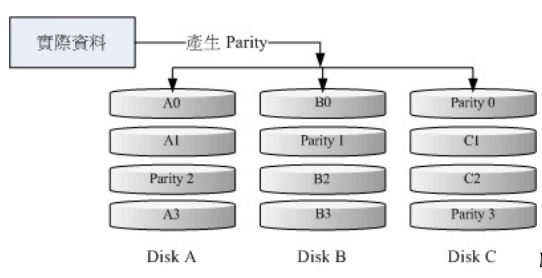 實際資料
產生 Parity
A0 B0 Parity 0
A1 Parity 1 C1
Parity 2 B2 C2
A3 B3 Parity 3
Disk A Disk B Disk C